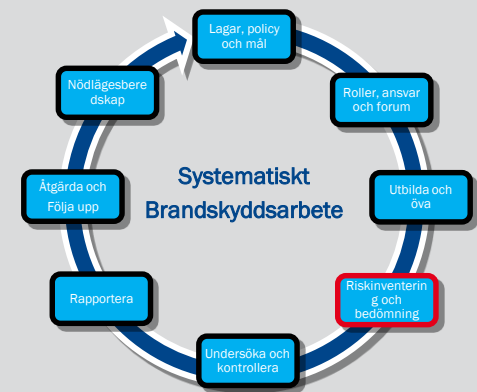 Lagar, policy
och mål
Roller, ansvar
och forum
Utbilda och
öva
Riskinventerin
g och
bedömning
Undersöka och
kontrollera
Rapportera
Åtgärda och
Följa upp
Nödlägesbere
dskap
Systematiskt
Brandskyddsarbete